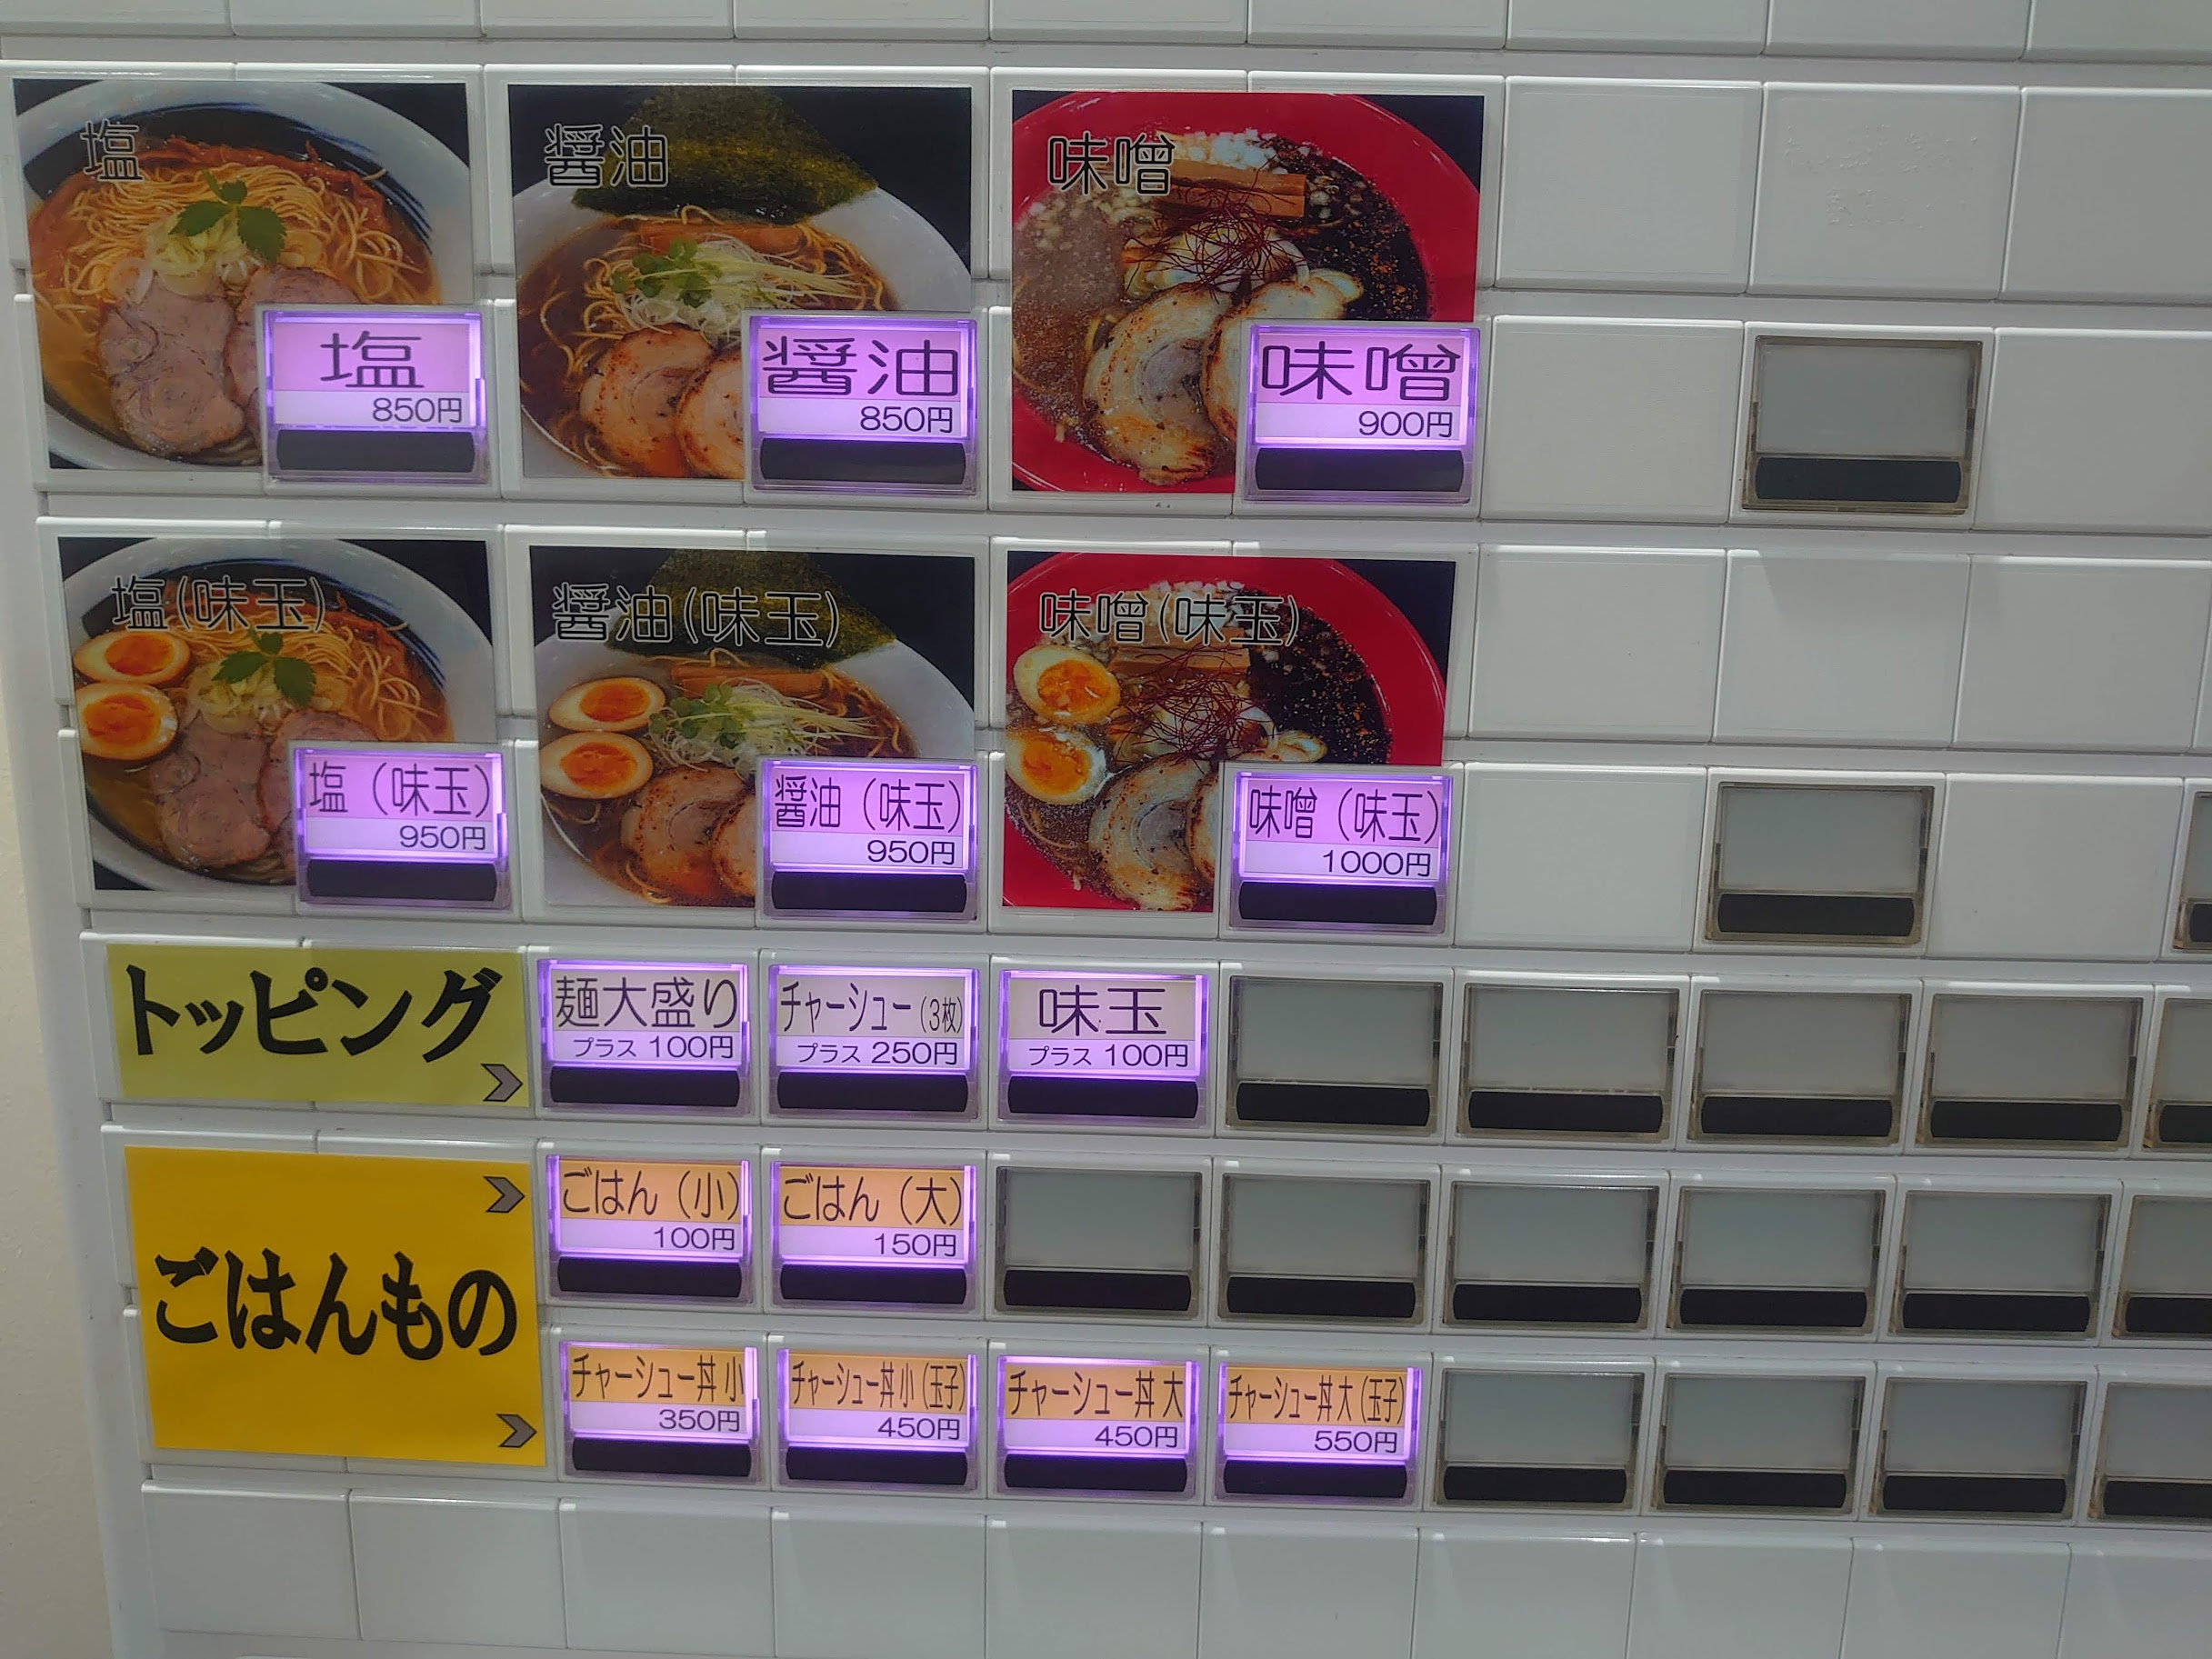 塩
醤油
味噌
塩
850円
醤油
850円
味噌
900円
塩(味玉)
醤油(味玉)
味噌(味玉)
塩（味玉）
950円
醤油（味玉）
950円
味噌（味玉）
1000円
トッピング
麺大盛り
プラス 100円
チャーシュー(3枚)
プラス 250円
味玉
プラス 100円
ごはんもの
ごはん（小）
100円
ごはん（大）
150円
チャーシュー丼 小
350円
チャーシュー丼 小(玉子)
450円
チャーシュー丼 大
450円
チャーシュー丼 大(玉子)
550円